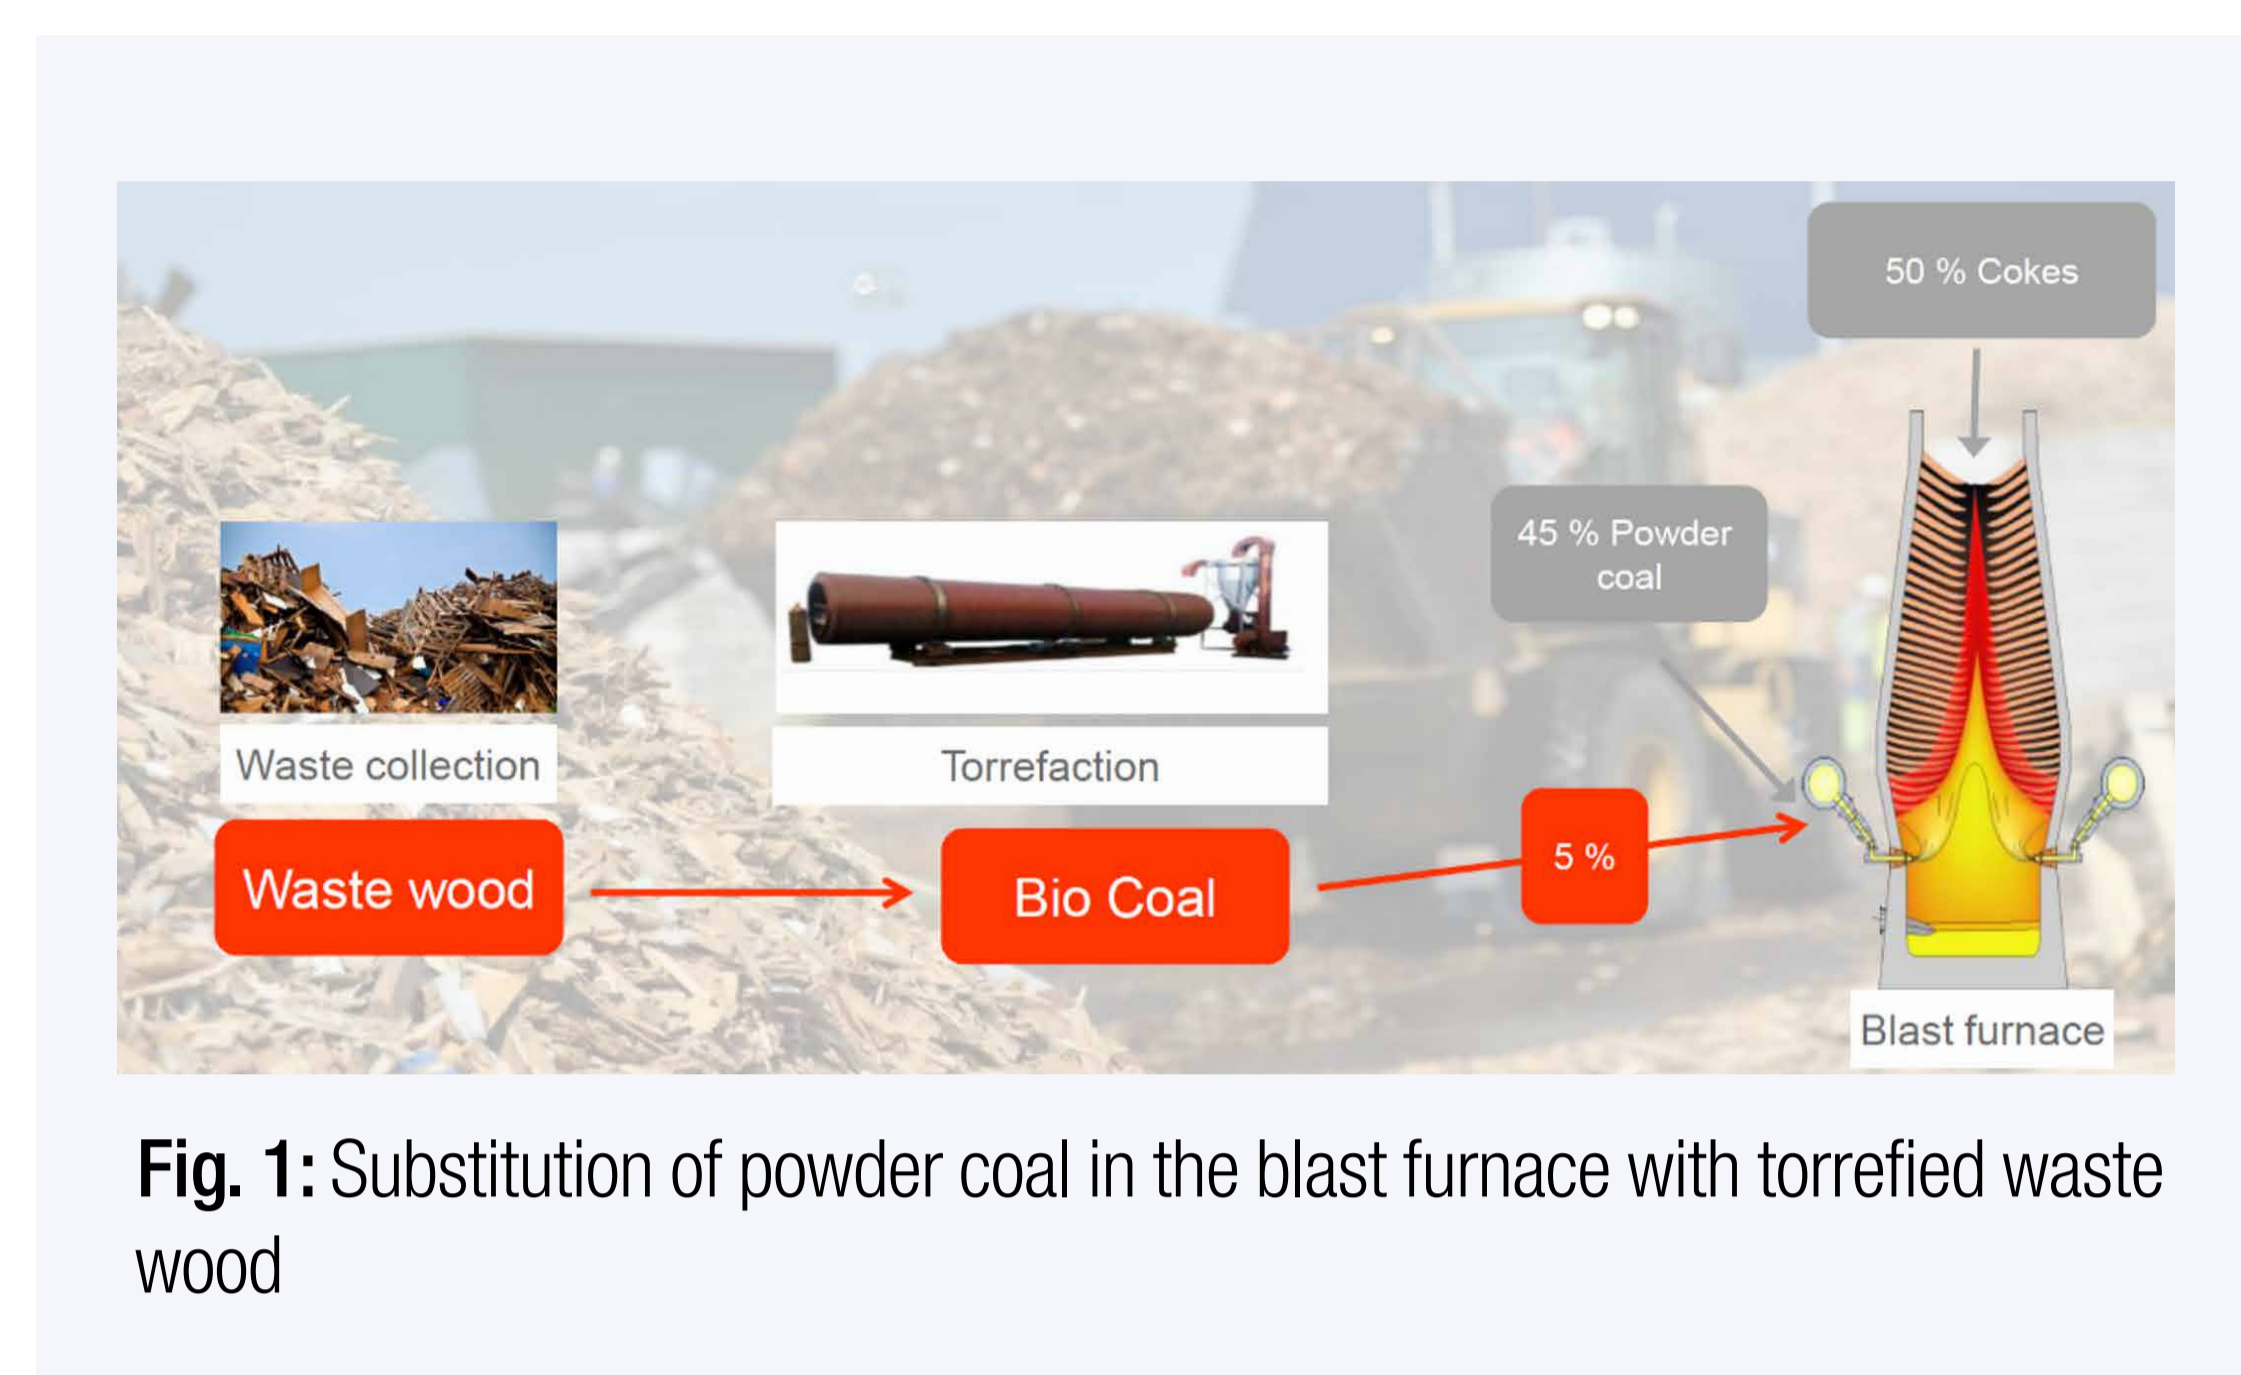 50 % Cokes
45 % Powder
coal
Waste collection
Torrefaction
Waste wood
Bio Coal
5 %
Blast furnace
Fig. 1: Substitution of powder coal in the blast furnace with torrefied waste
wood